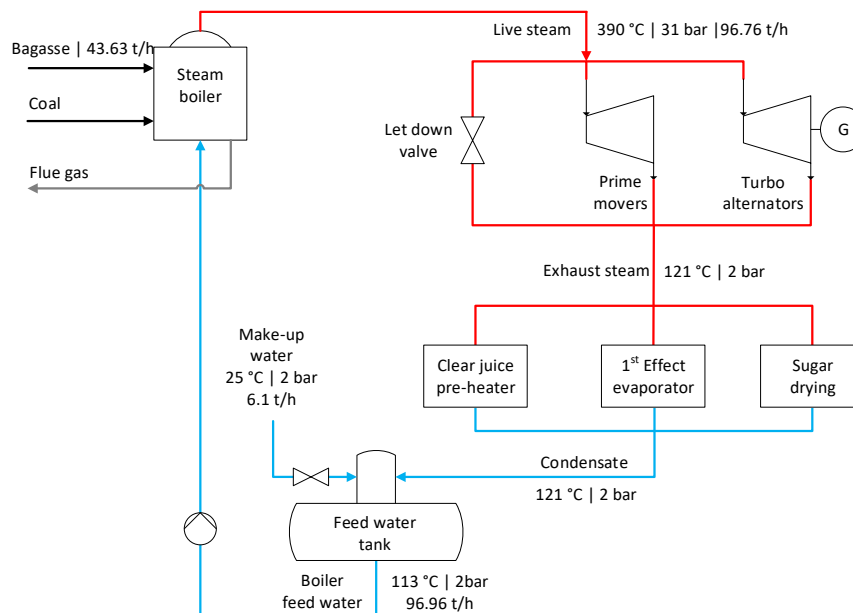 Bagasse | 43.63 t/h
Coal
Flue gas
Steam
boiler
Live steam
390 °C | 31 bar |96.76 t/h
Let down
valve
Prime
movers
Turbo
alternators
G
Exhaust steam
121 °C | 2 bar
Clear juice
pre-heater
1st Effect
evaporator
Sugar
drying
Make-up
water
25 °C | 2 bar
6.1 t/h
Condensate
121 °C | 2 bar
Feed water
tank
Boiler
feed water
113 °C | 2bar
96.96 t/h